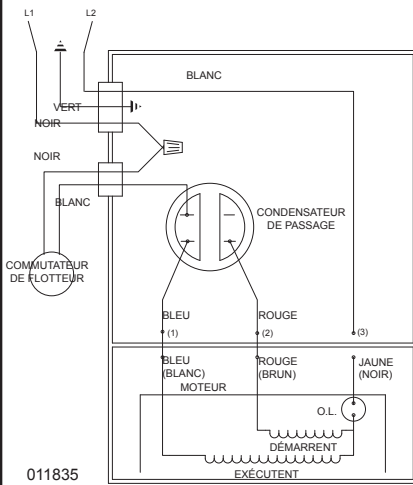 L1 L2
BLANC
VERT
NOIR
NOIR
BLANC
CONDENSATEUR
DE PASSAGE
COMMUTATEUR
DE FLOTTEUR
BLEU ROUGE
(1) (2) (3)
BLEU
(BLANC)
ROUGE
(BRUN)
JAUNE
(NOIR)
MOTEUR
O.L.
DÉMARRENT
EXÉCUTENT
011835